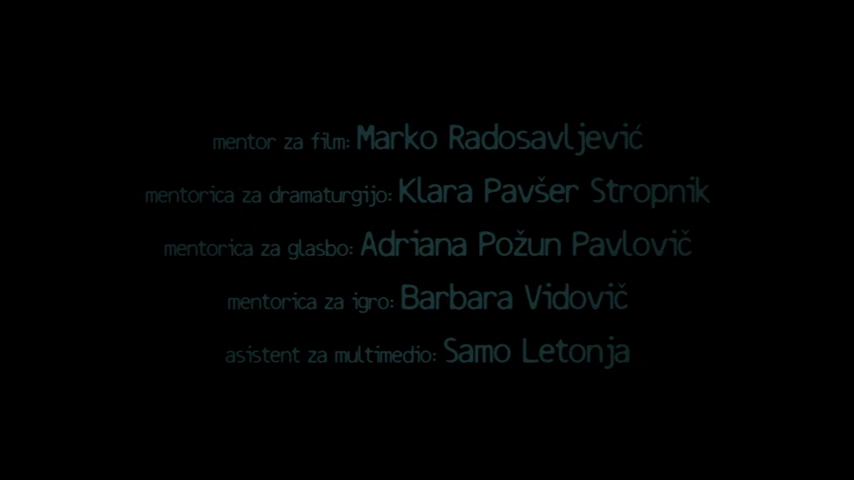 mentor za film: Marko Radosavljević
mentorica za dramaturgijo: Klara Pavšer Stropnik
mentorica za glasbo: Adriana Požun Pavlovič
mentorica za igro: Barbara Vidovič
asistent za multimedio: Samo Letonja